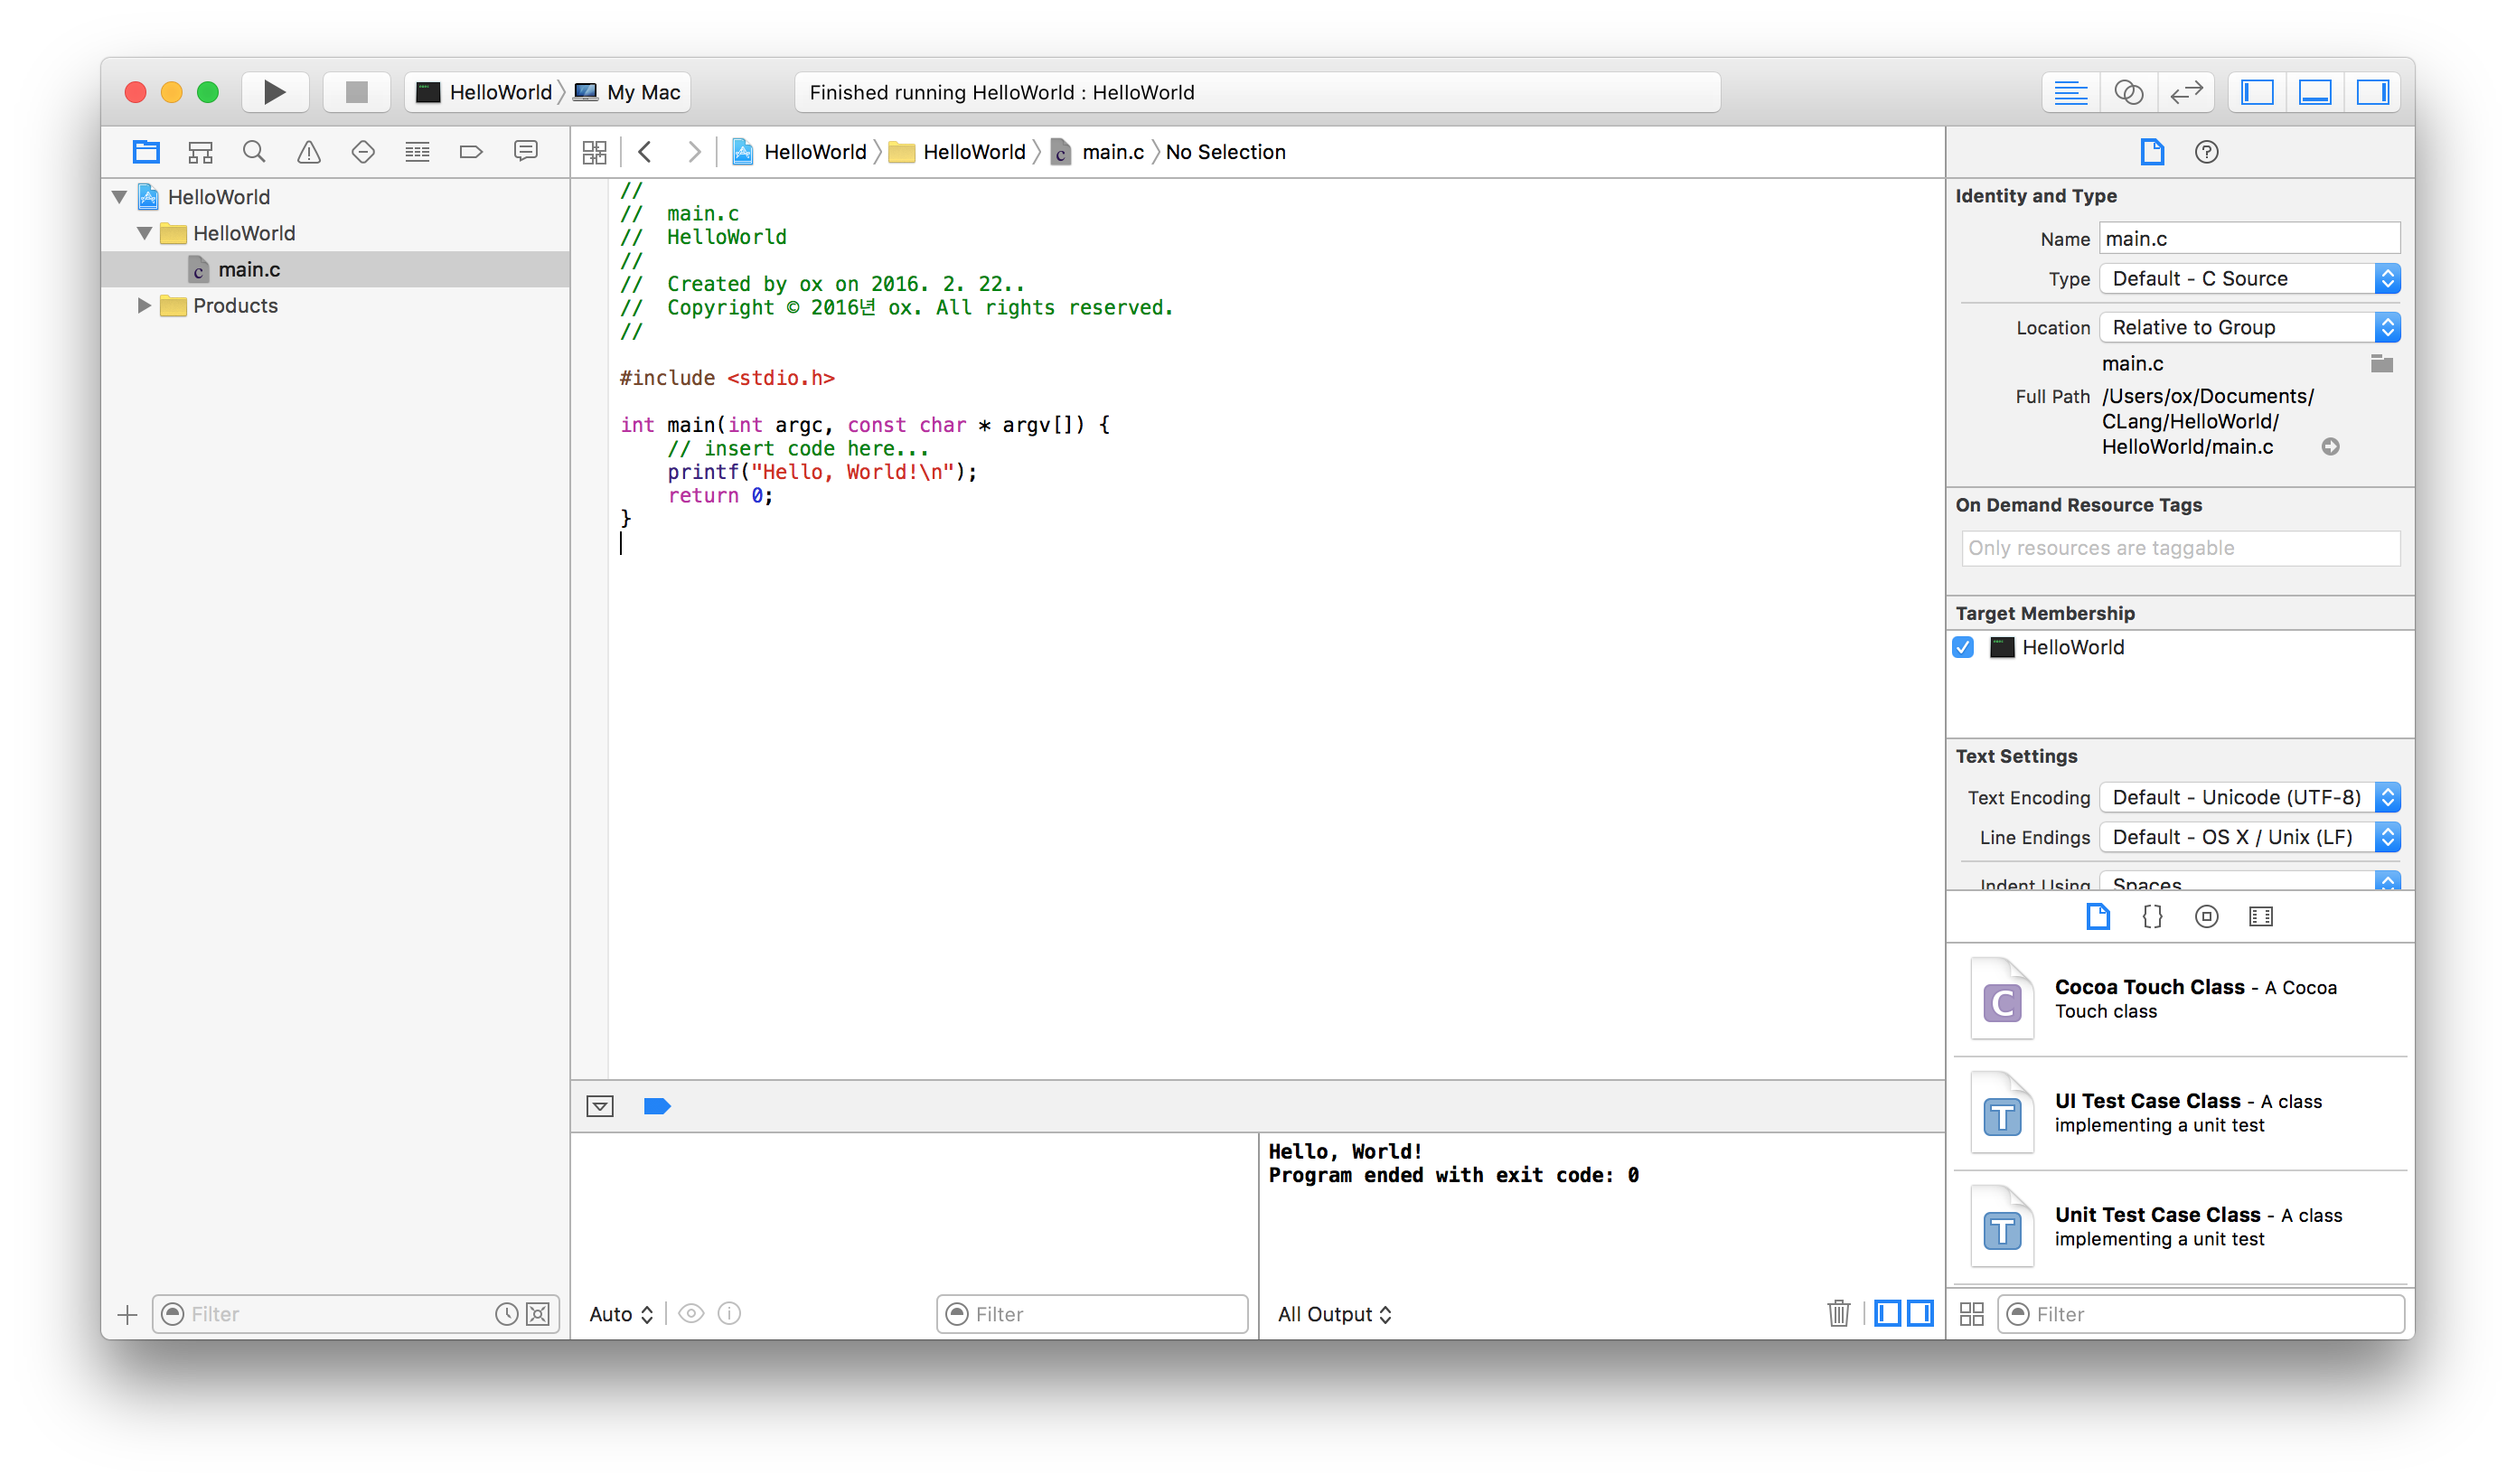 HelloWorld My Mac
Finished running HelloWorld : HelloWorld
HelloWorld
HelloWorld
main.c
Products
Filter
HelloWorld HelloWorld main.c No Selection
//
//  main.c
//  HelloWorld
//
//  Created by ox on 2016. 2. 22..
//  Copyright © 2016년 ox. All rights reserved.
//
#include <stdio.h>
int main(int argc, const char * argv[]) {
    // insert code here...
    printf("Hello, World!\n");
    return 0;
}
Auto
Filter
Hello, World!
Program ended with exit code: 0
All Output
Identity and Type
Name main.c
Type Default - C Source
Location Relative to Group
main.c
Full Path /Users/ox/Documents/
CLang/HelloWorld/
HelloWorld/main.c
On Demand Resource Tags
Only resources are taggable
Target Membership
HelloWorld
Text Settings
Text Encoding Default - Unicode (UTF-8)
Line Endings Default - OS X / Unix (LF)
Indent Using Spaces
Cocoa Touch Class - A Cocoa
Touch class
UI Test Case Class - A class
implementing a unit test
Unit Test Case Class - A class
implementing a unit test
Filter